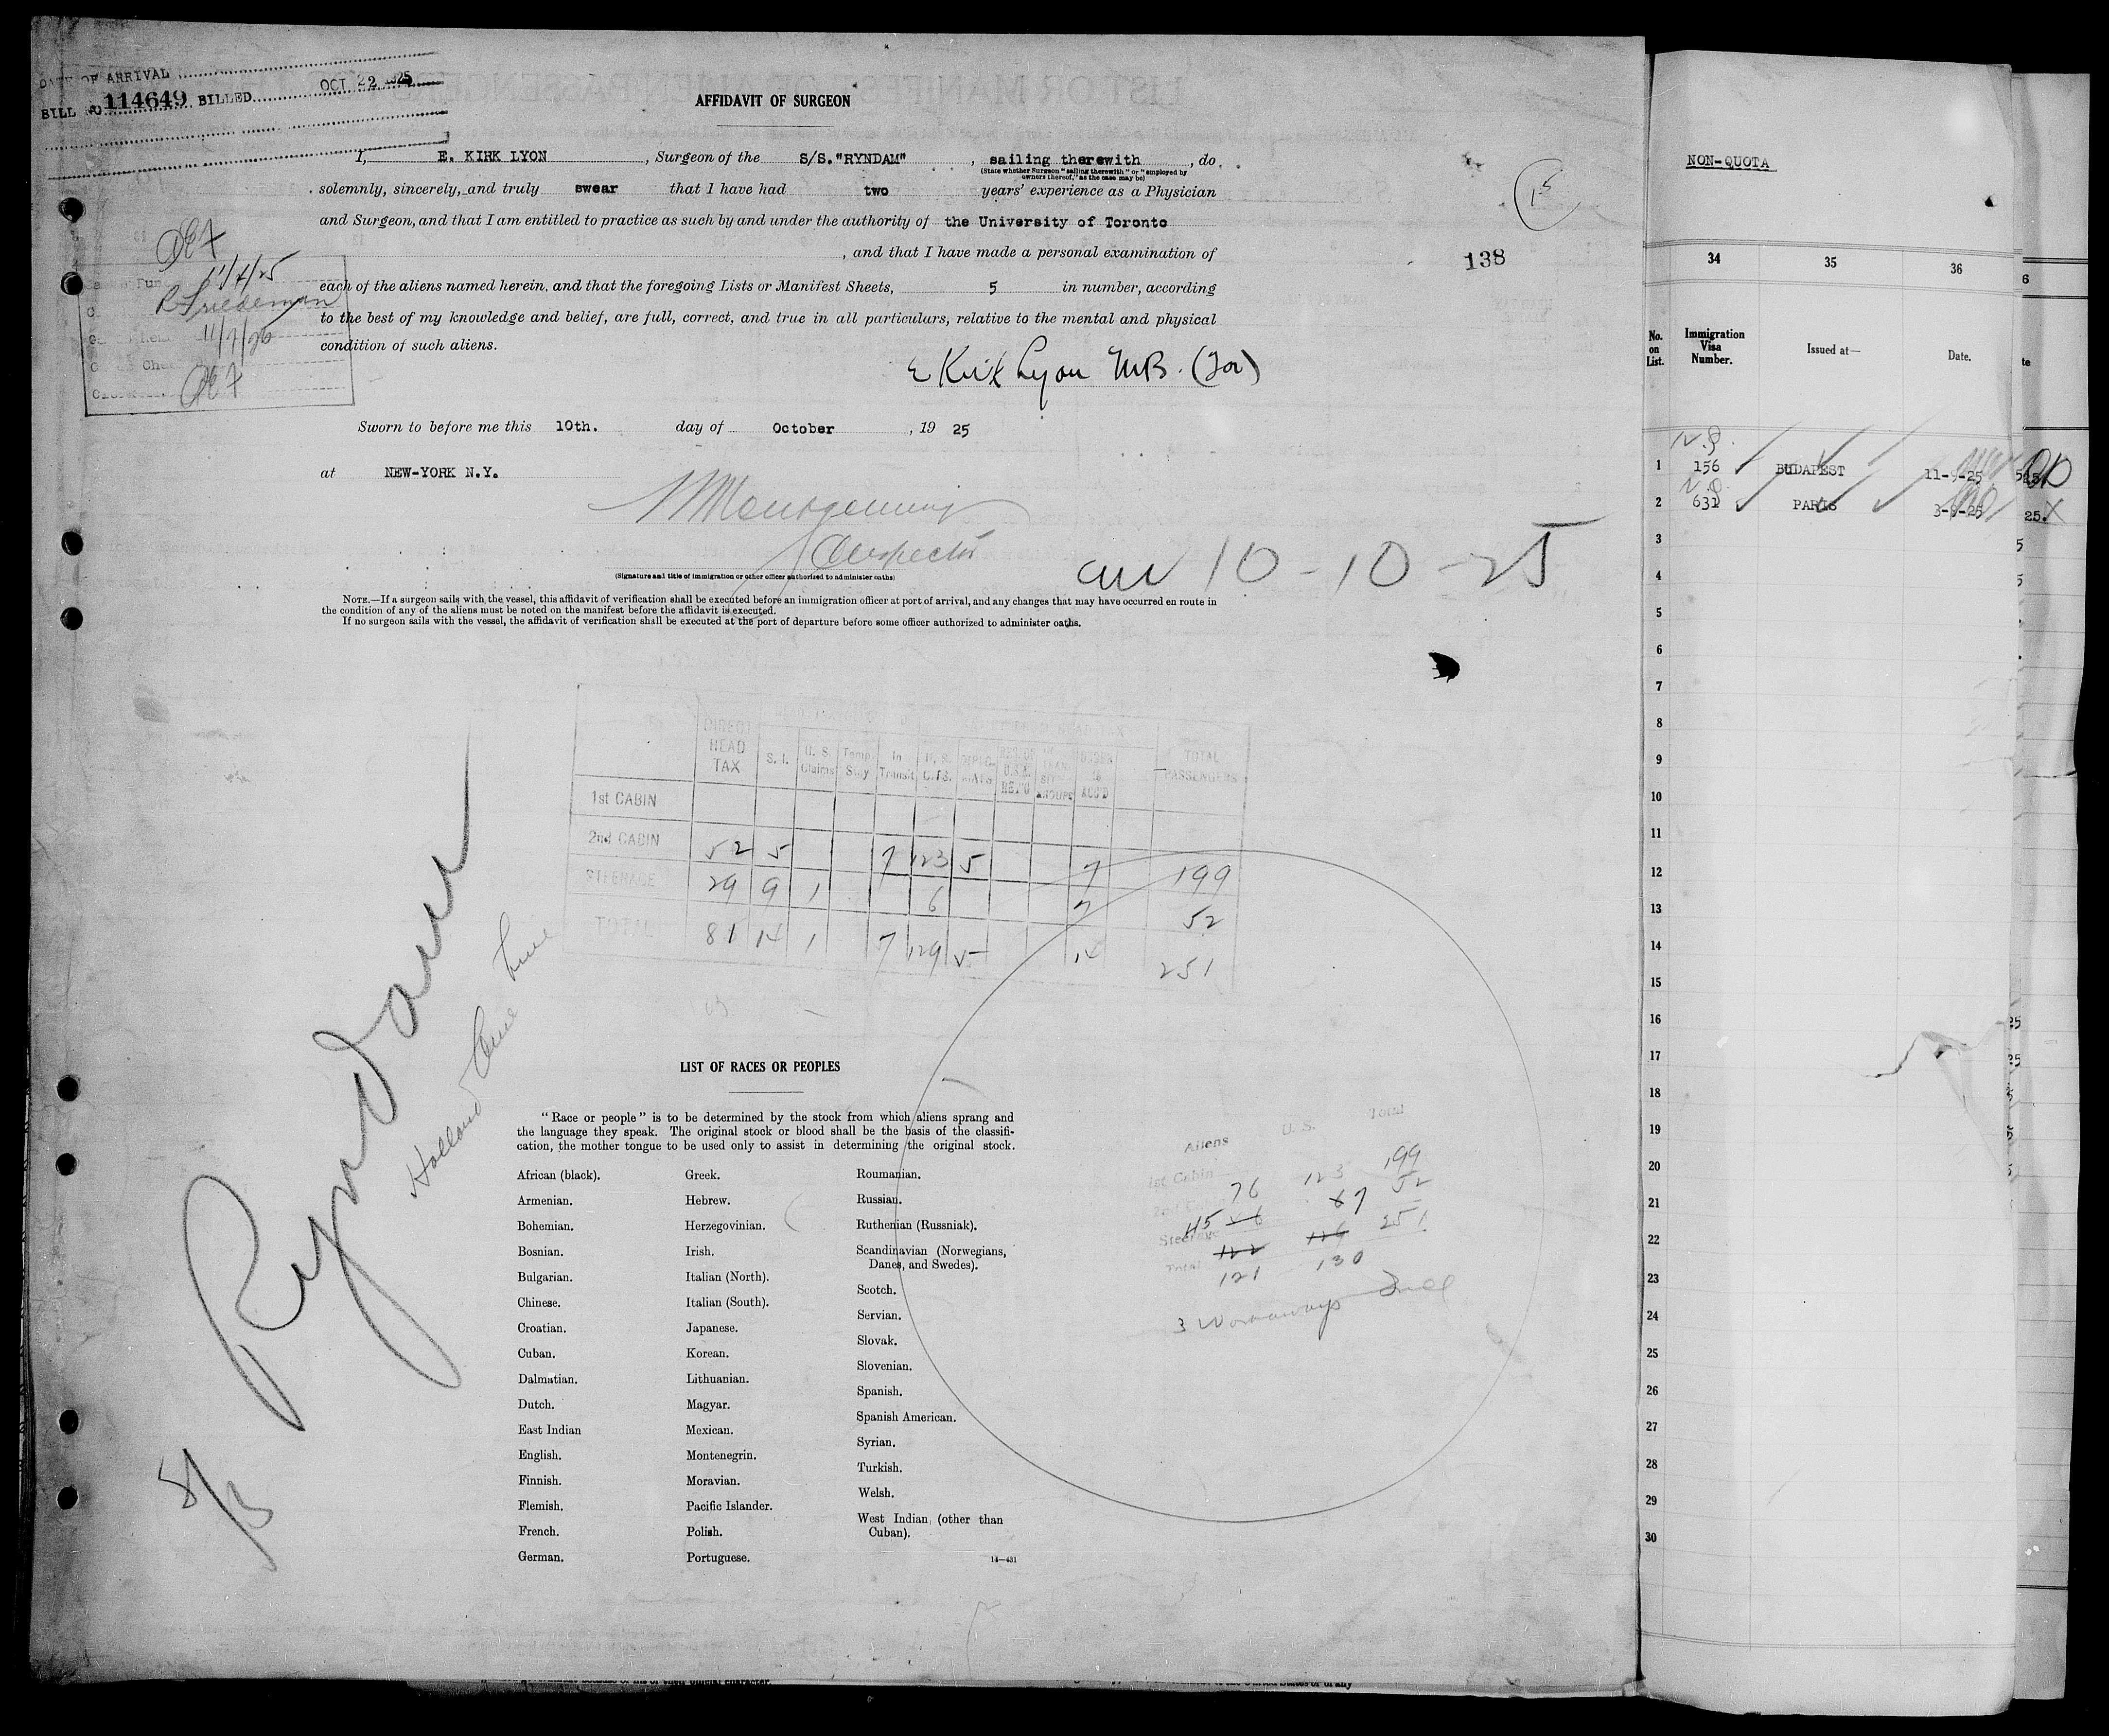 DATE OF ARRIVAL
BILL NO 114649 BILLED OCT 22 1925
AFFIDAVIT OF SURGEON
I, E. KIRK LYON, Surgeon of the S/S."RYNDAM", sailing therewith, do
(State whether Surgeon "sailing therewith" or "employed by
owners thereof," as the case may be)
solemnly, sincerely, and truly swear that I have had two years' experience as a Physician
and Surgeon, and that I am entitled to practice as such by and under the authority of the University of Toronto
, and that I have made a personal examination of
each of the aliens named herein, and that the foregoing Lists or Manifest Sheets, 5 in number, according
to the best of my knowledge and belief, are full, correct, and true in all particulars, relative to the mental and physical
condition of such aliens.
138
R Friedeman
E Kirk Lyon M.B. (Tor)
Sworn to before me this 10th. day of October, 19 25
at NEW-YORK N.Y.
Montgomery
Inspector
(Signature and title of immigration or other officer authorized to administer oaths)
10-10-25
NOTE.—If a surgeon sails with the vessel, this affidavit of verification shall be executed before an immigration officer at port of arrival, and any changes that may have occurred en route in
the condition of any of the aliens must be noted on the manifest before the affidavit is executed.
If no surgeon sails with the vessel, the affidavit of verification shall be executed at the port of departure before some officer authorized to administer oaths.
DIRECT HEAD TAX S. I. U. S. Claims Temp. Stay In Transit U. S. CTS. DIPLO-MATS TOTAL PASSENGERS
1st CABIN
2nd CABIN 52 5 7 123 5 7 199
STEERAGE 29 9 1 6 7 52
TOTAL 81 14 1 7 129 5 14 251
Ryndam
Holland Line
LIST OF RACES OR PEOPLES
"Race or people" is to be determined by the stock from which aliens sprang and
the language they speak. The original stock or blood shall be the basis of the classifi-
cation, the mother tongue to be used only to assist in determining the original stock.
African (black).
Armenian.
Bohemian.
Bosnian.
Bulgarian.
Chinese.
Croatian.
Cuban.
Dalmatian.
Dutch.
East Indian
English.
Finnish.
Flemish.
French.
German.
Greek.
Hebrew.
Herzegovinian.
Irish.
Italian (North).
Italian (South).
Japanese.
Korean.
Lithuanian.
Magyar.
Mexican.
Montenegrin.
Moravian.
Pacific Islander.
Polish.
Portuguese.
Roumanian.
Russian.
Ruthenian (Russniak).
Scandinavian (Norwegians,
Danes, and Swedes).
Scotch.
Servian.
Slovak.
Slovenian.
Spanish.
Spanish American.
Syrian.
Turkish.
Welsh.
West Indian (other than
Cuban).
14—431
Aliens U. S. Total
1st Cabin
76 123 199
45 52
Steerage 251
Total 121 130
3 Workaways
NON-QUOTA
34 35 36
No. on List. Immigration Visa Number. Issued at— Date.
1 156 BUDAPEST 11-9-25
2 631 PARIS 3-9-25
3
4
5
6
7
8
9
10
11
12
13
14
15
16
17
18
19
20
21
22
23
24
25
26
27
28
29
30